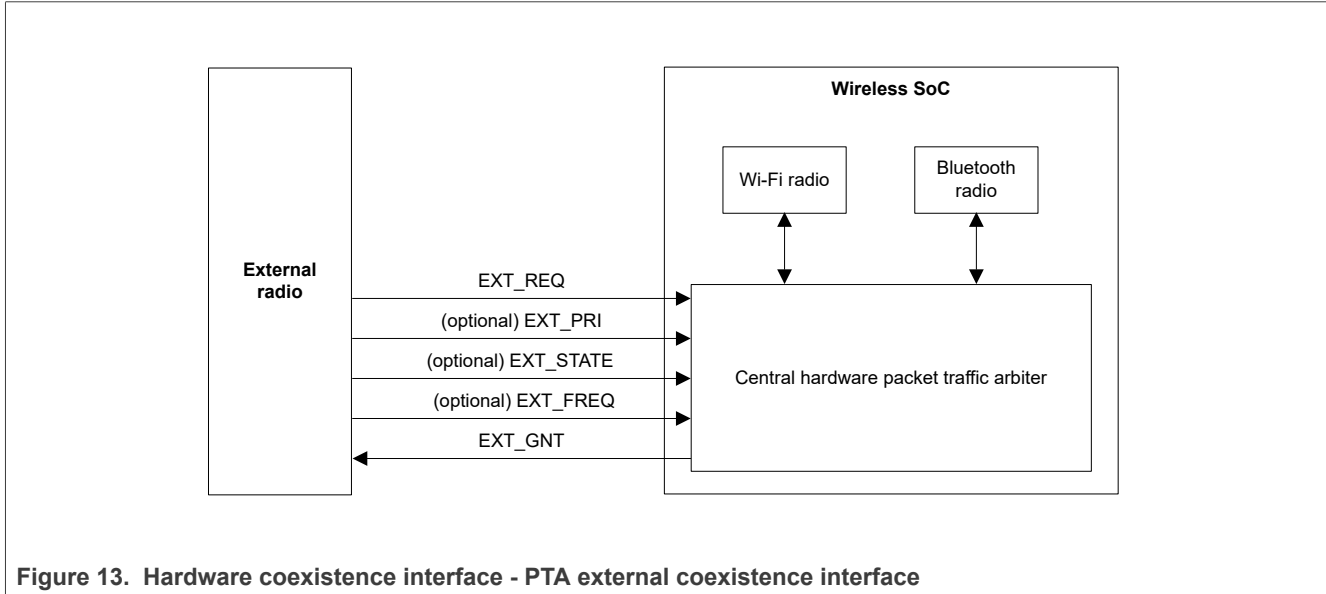 Wireless SoC
Wi-Fi radio
Bluetooth
radio
External
radio
EXT_REQ
(optional) EXT_PRI
(optional) EXT_STATE
(optional) EXT_FREQ
EXT_GNT
Central hardware packet traffic arbiter
Figure 13. Hardware coexistence interface - PTA external coexistence interface